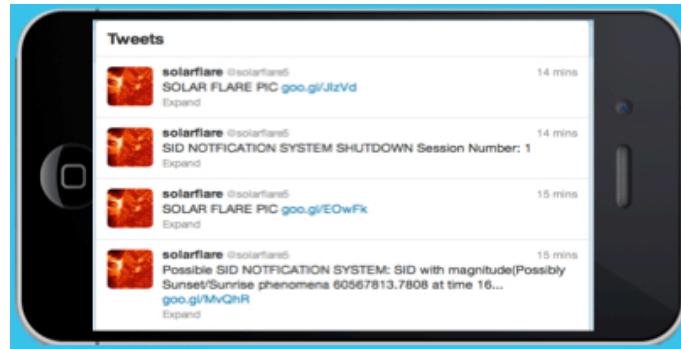 Tweets
solarflare @solarflare5 14 mins
SOLAR FLARE PIC goo.gl/JIzVd
Expand
solarflare @solarflare5 14 mins
SID NOTFICATION SYSTEM SHUTDOWN Session Number: 1
Expand
solarflare @solarflare5 15 mins
SOLAR FLARE PIC goo.gl/EOwFk
Expand
solarflare @solarflare5 15 mins
Possible SID NOTFICATION SYSTEM: SID with magnitude(Possibly
Sunset/Sunrise phenomena 60567813.7808 at time 16...
goo.gl/MvQhR
Expand